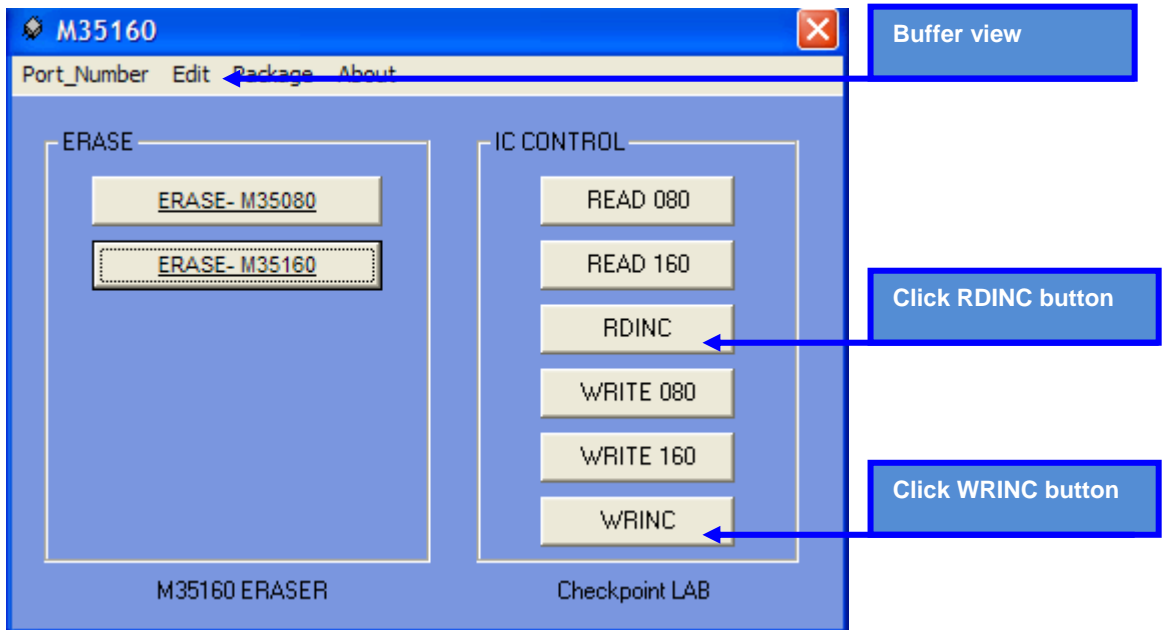 M35160
Buffer view
Port_Number Edit Package About
ERASE
IC CONTROL
ERASE- M35080
READ 080
ERASE- M35160
READ 160
Click RDINC button
RDINC
WRITE 080
WRITE 160
Click WRINC button
WRINC
M35160 ERASER
Checkpoint LAB